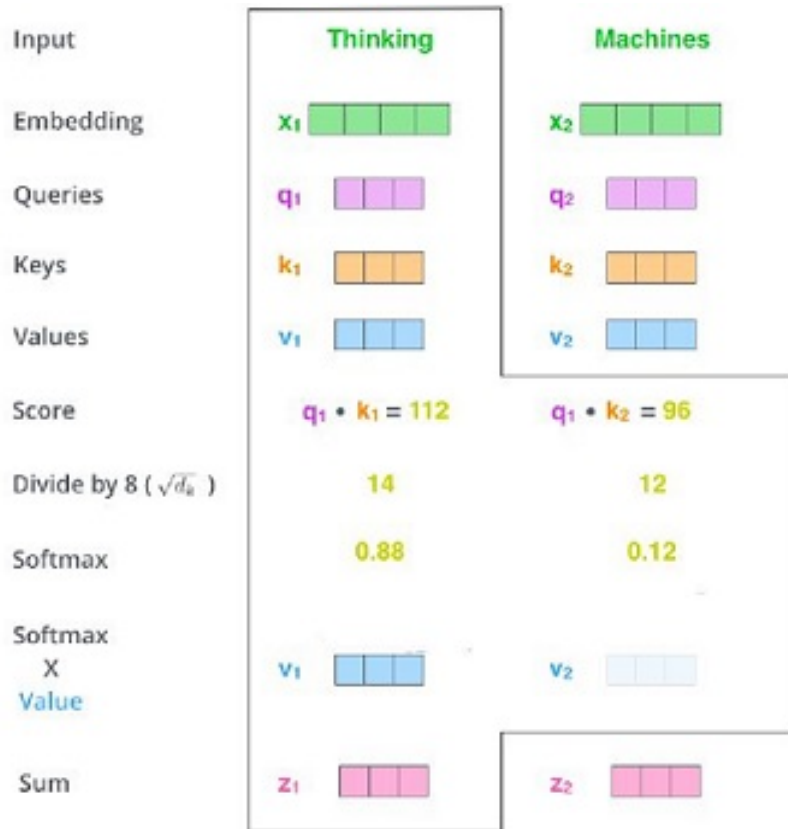 Input Thinking Machines
Embedding x₁ x₂
Queries q₁ q₂
Keys k₁ k₂
Values v₁ v₂
Score q₁ • k₁ = 112 q₁ • k₂ = 96
Divide by 8 ( √dₖ ) 14 12
Softmax 0.88 0.12
Softmax
X v₁ v₂
Value
Sum z₁ z₂